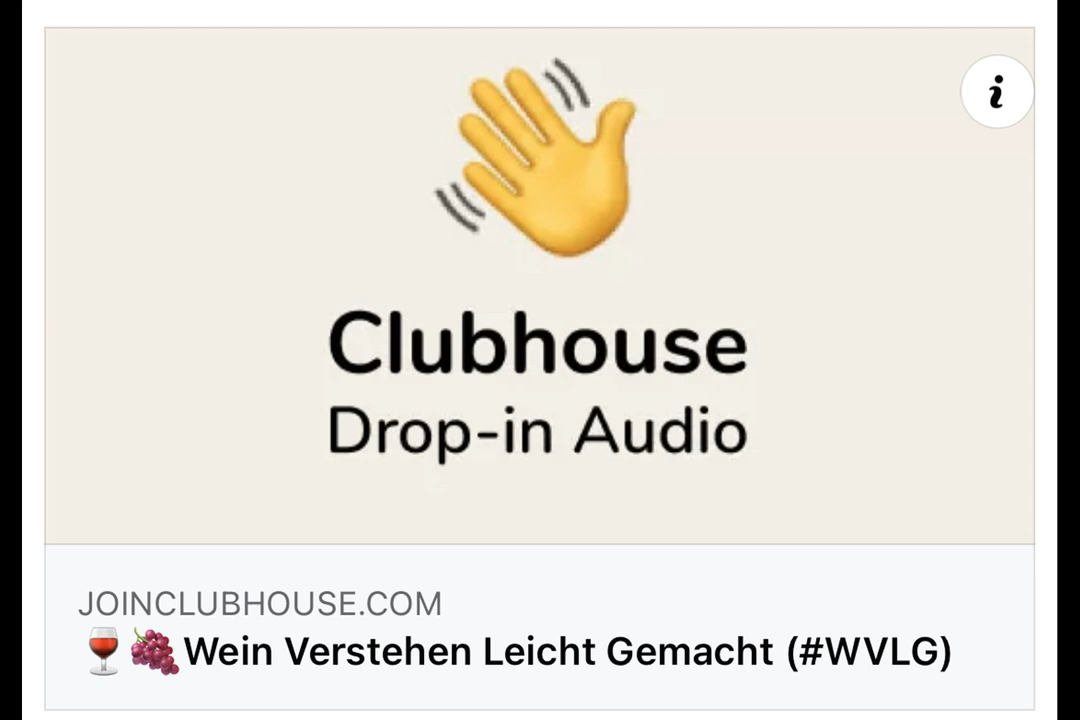 i
Clubhouse
Drop-in Audio
JOINCLUBHOUSE.COM
🍷🍇Wein Verstehen Leicht Gemacht (#WVLG)